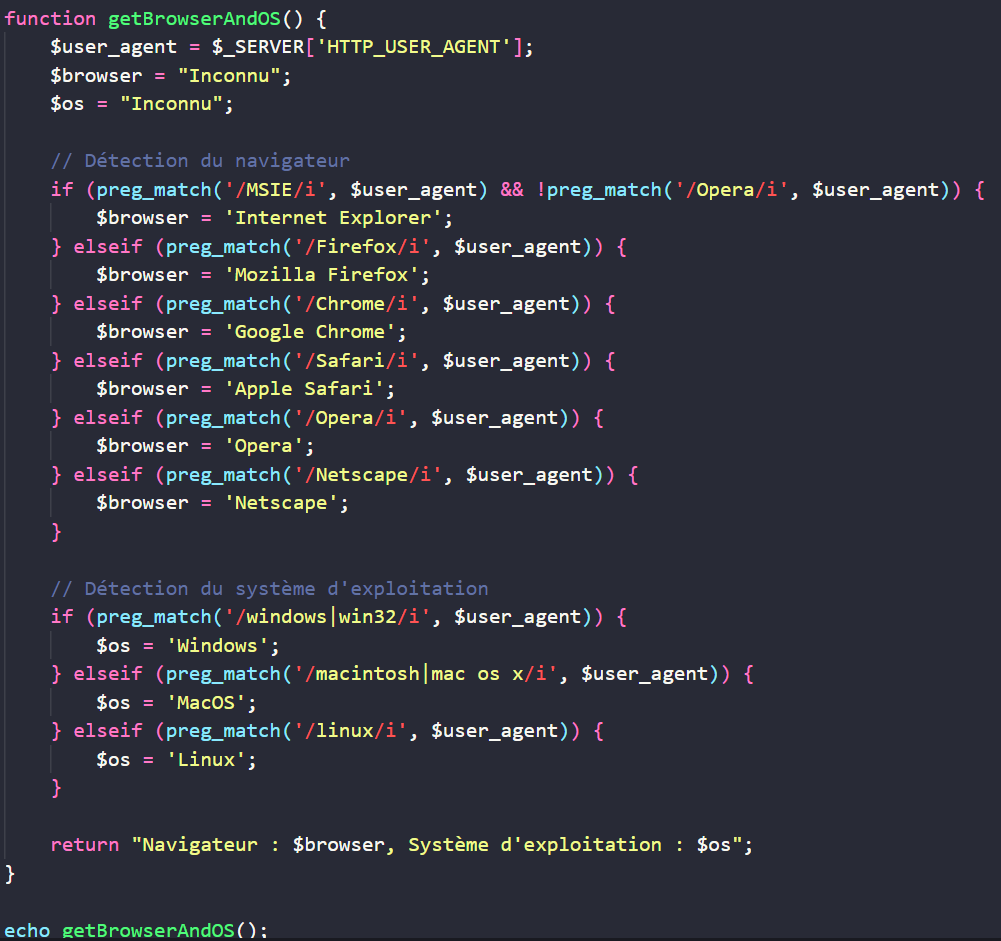 function getBrowserAndOS() {
    $user_agent = $_SERVER['HTTP_USER_AGENT'];
    $browser = "Inconnu";
    $os = "Inconnu";

    // Détection du navigateur
    if (preg_match('/MSIE/i', $user_agent) && !preg_match('/Opera/i', $user_agent)) {
        $browser = 'Internet Explorer';
    } elseif (preg_match('/Firefox/i', $user_agent)) {
        $browser = 'Mozilla Firefox';
    } elseif (preg_match('/Chrome/i', $user_agent)) {
        $browser = 'Google Chrome';
    } elseif (preg_match('/Safari/i', $user_agent)) {
        $browser = 'Apple Safari';
    } elseif (preg_match('/Opera/i', $user_agent)) {
        $browser = 'Opera';
    } elseif (preg_match('/Netscape/i', $user_agent)) {
        $browser = 'Netscape';
    }

    // Détection du système d'exploitation
    if (preg_match('/windows|win32/i', $user_agent)) {
        $os = 'Windows';
    } elseif (preg_match('/macintosh|mac os x/i', $user_agent)) {
        $os = 'MacOS';
    } elseif (preg_match('/linux/i', $user_agent)) {
        $os = 'Linux';
    }

    return "Navigateur : $browser, Système d'exploitation : $os";
}

echo getBrowserAndOS();